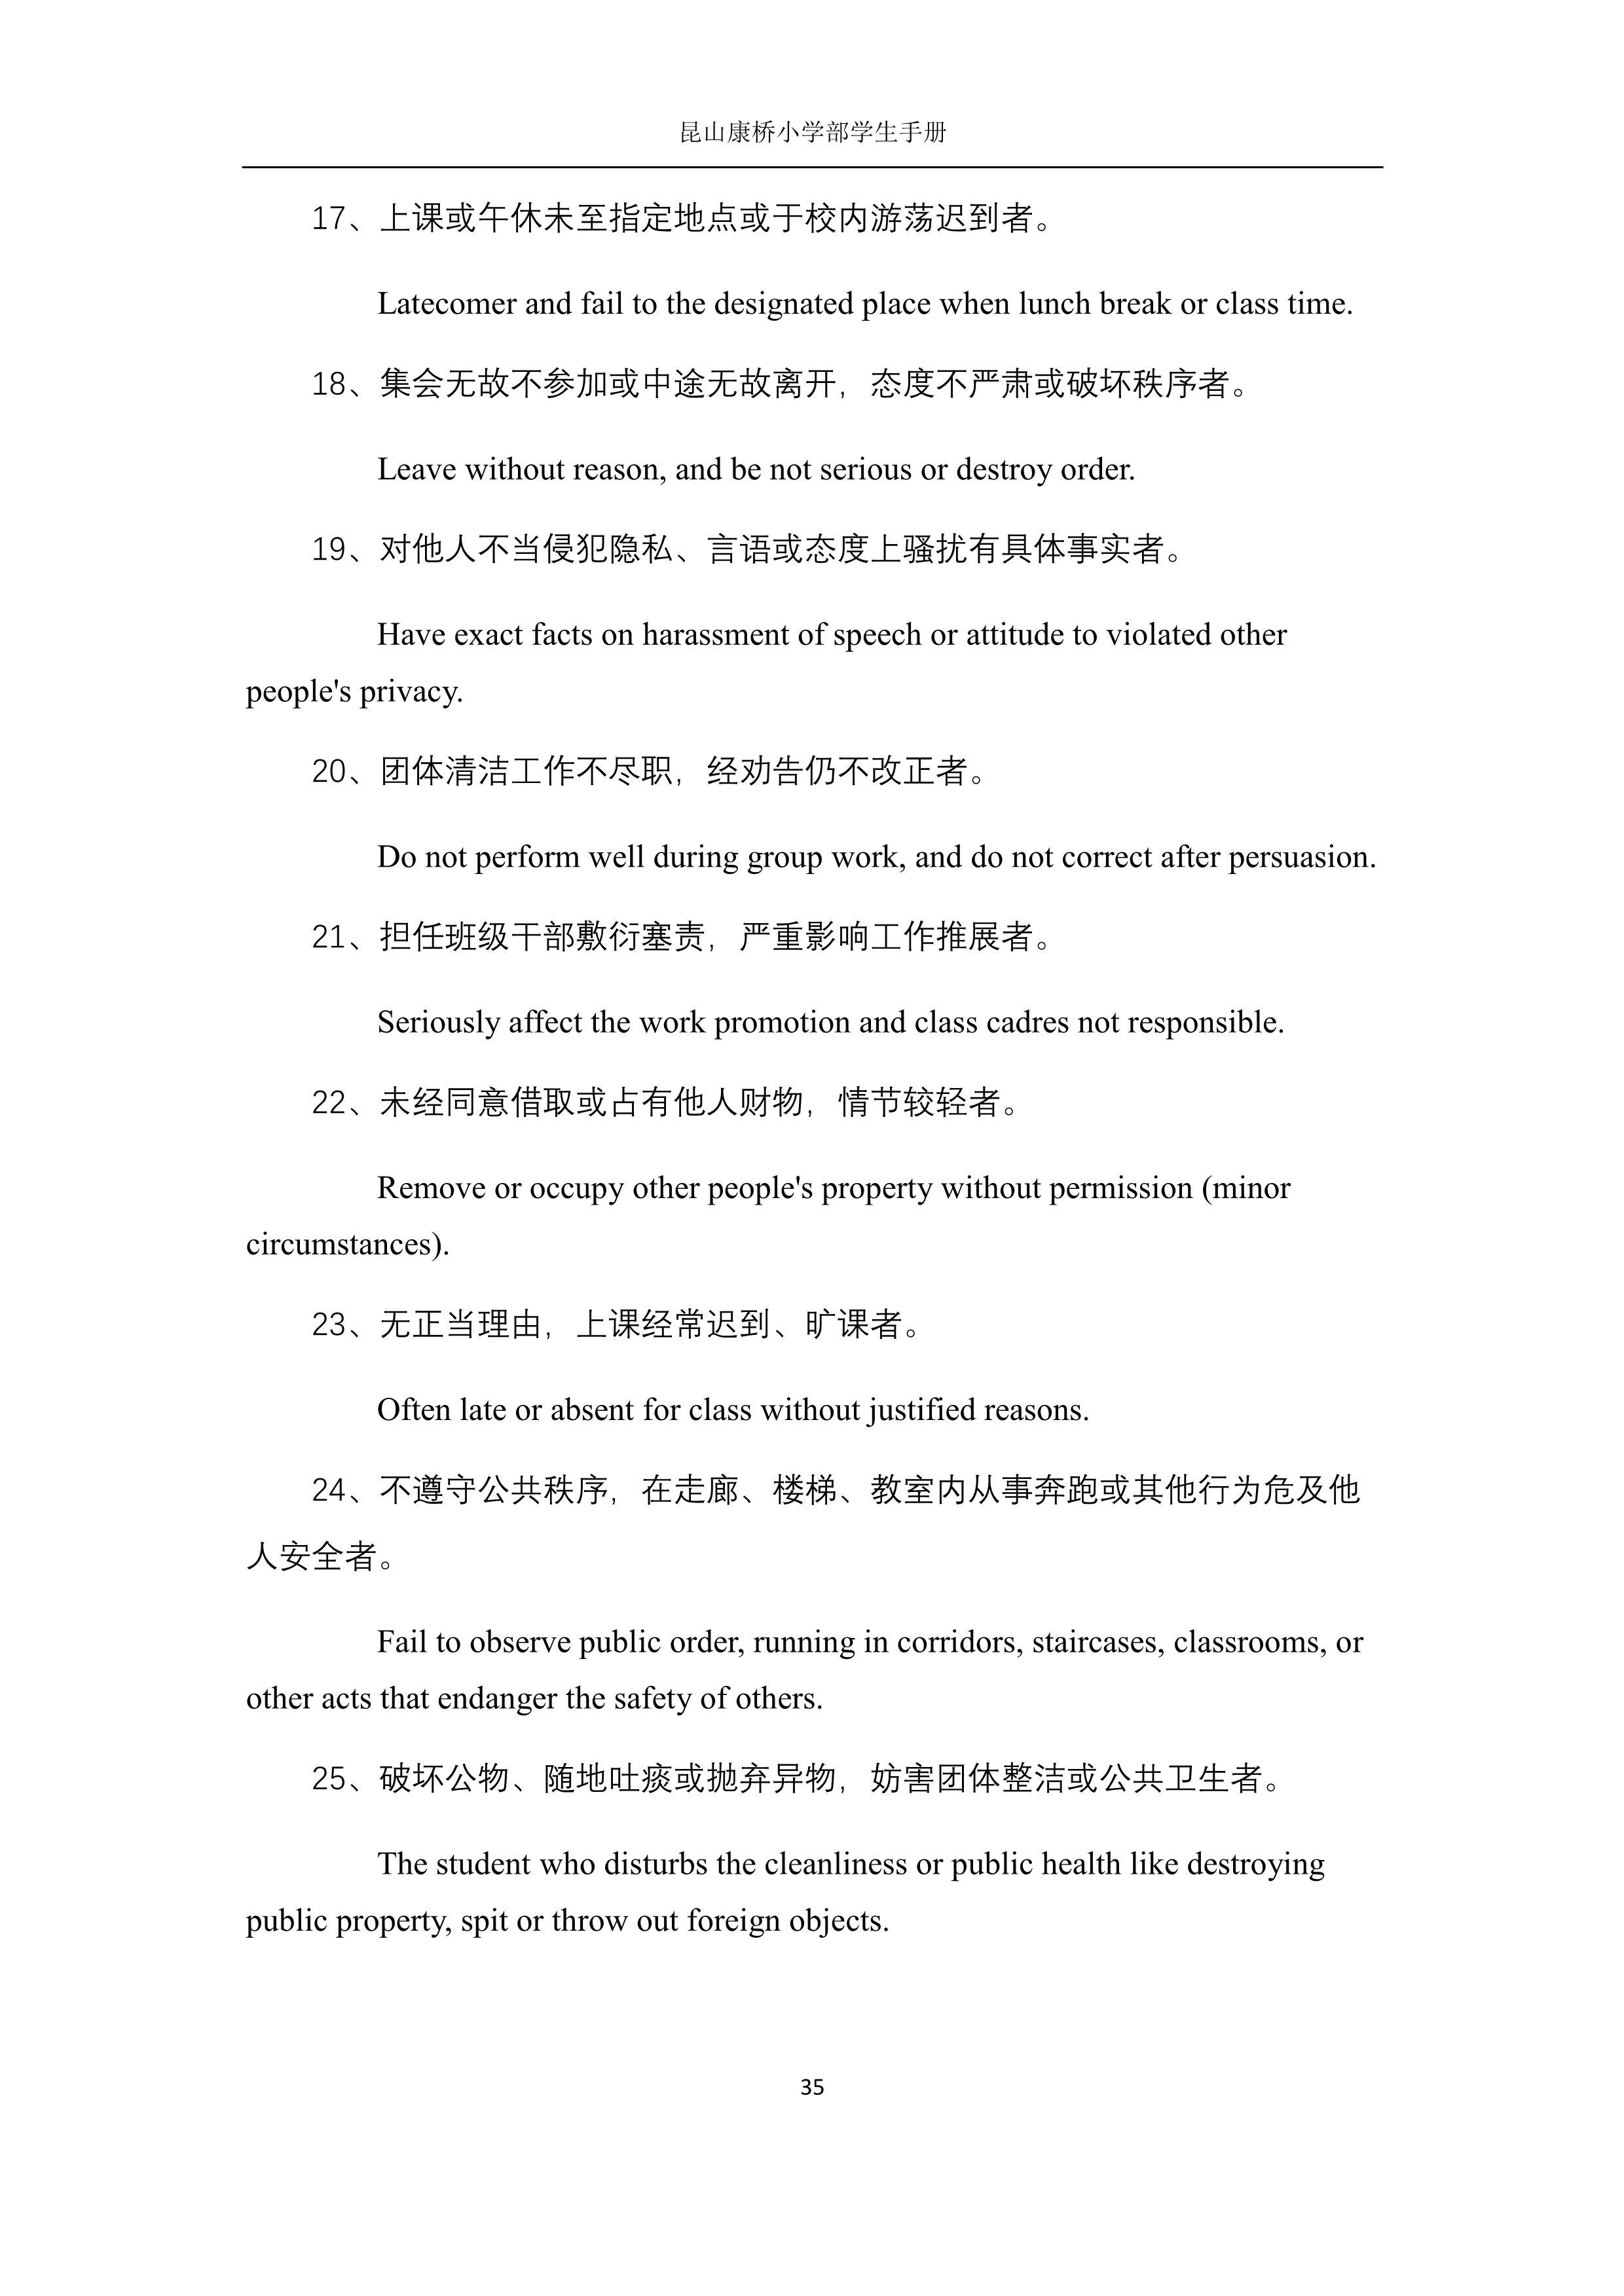 昆山康桥小学部学生手册
17、上课或午休未至指定地点或于校内游荡迟到者。
Latecomer and fail to the designated place when lunch break or class time.
18、集会无故不参加或中途无故离开，态度不严肃或破坏秩序者。
Leave without reason, and be not serious or destroy order.
19、对他人不当侵犯隐私、言语或态度上骚扰有具体事实者。
Have exact facts on harassment of speech or attitude to violated other
people's privacy.
20、团体清洁工作不尽职，经劝告仍不改正者。
Do not perform well during group work, and do not correct after persuasion.
21、担任班级干部敷衍塞责，严重影响工作推展者。
Seriously affect the work promotion and class cadres not responsible.
22、未经同意借取或占有他人财物，情节较轻者。
Remove or occupy other people's property without permission (minor
circumstances).
23、无正当理由，上课经常迟到、旷课者。
Often late or absent for class without justified reasons.
24、不遵守公共秩序，在走廊、楼梯、教室内从事奔跑或其他行为危及他
人安全者。
Fail to observe public order, running in corridors, staircases, classrooms, or
other acts that endanger the safety of others.
25、破坏公物、随地吐痰或抛弃异物，妨害团体整洁或公共卫生者。
The student who disturbs the cleanliness or public health like destroying
public property, spit or throw out foreign objects.
35